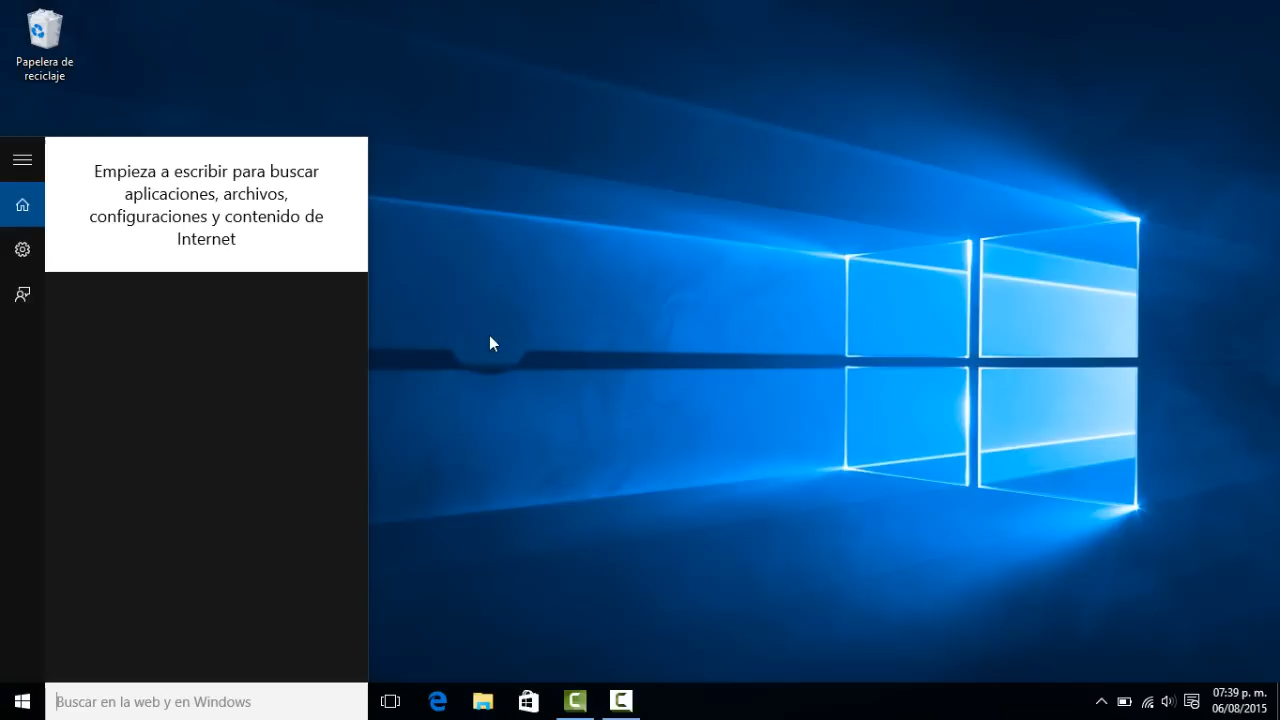 Papelera de
reciclaje
Empieza a escribir para buscar
aplicaciones, archivos,
configuraciones y contenido de
Internet
Buscar en la web y en Windows
07:39 p. m.
06/08/2015